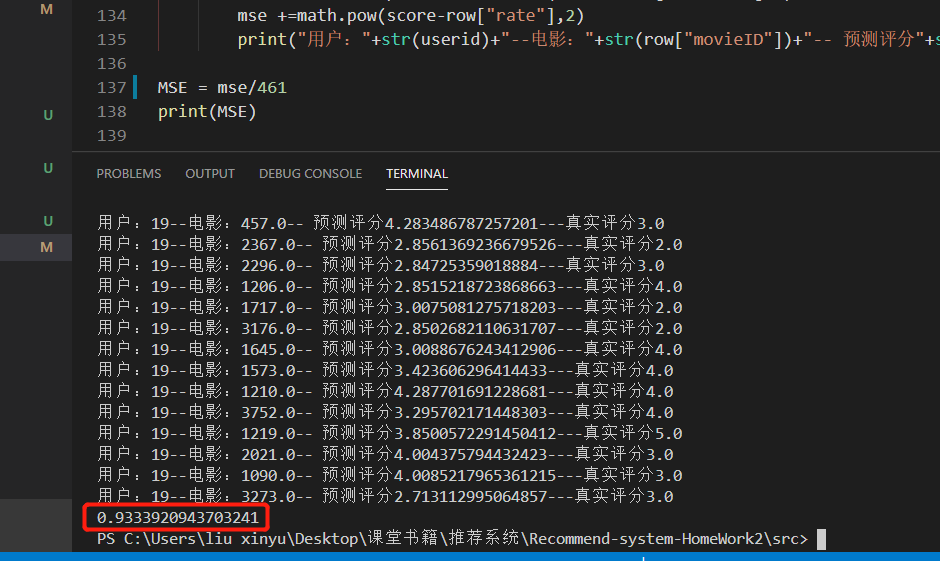 M
134 mse +=math.pow(score-row["rate"],2)
135 print("用户："+str(userid)+"--电影："+str(row["movieID"])+"-- 预测评分"+s
136
137 MSE = mse/461
U
138 print(MSE)
139
U
PROBLEMS OUTPUT DEBUG CONSOLE TERMINAL
U
用户：19--电影：457.0-- 预测评分4.283486787257201---真实评分3.0
M
用户：19--电影：2367.0-- 预测评分2.8561369236679526---真实评分2.0
用户：19--电影：2296.0-- 预测评分2.84725359018884---真实评分3.0
用户：19--电影：1206.0-- 预测评分2.8515218723868663---真实评分4.0
用户：19--电影：1717.0-- 预测评分3.0075081275718203---真实评分2.0
用户：19--电影：3176.0-- 预测评分2.8502682110631707---真实评分2.0
用户：19--电影：1645.0-- 预测评分3.0088676243412906---真实评分4.0
用户：19--电影：1573.0-- 预测评分3.423606296414433---真实评分4.0
用户：19--电影：1210.0-- 预测评分4.287701691228681---真实评分4.0
用户：19--电影：3752.0-- 预测评分3.295702171448303---真实评分4.0
用户：19--电影：1219.0-- 预测评分3.8500572291450412---真实评分5.0
用户：19--电影：2021.0-- 预测评分4.004375794432423---真实评分3.0
用户：19--电影：1090.0-- 预测评分4.0085217965361215---真实评分3.0
用户：19--电影：3273.0-- 预测评分2.713112995064857---真实评分3.0
0.9333920943703241
PS C:\Users\liu xinyu\Desktop\课堂书籍\推荐系统\Recommend-system-HomeWork2\src>